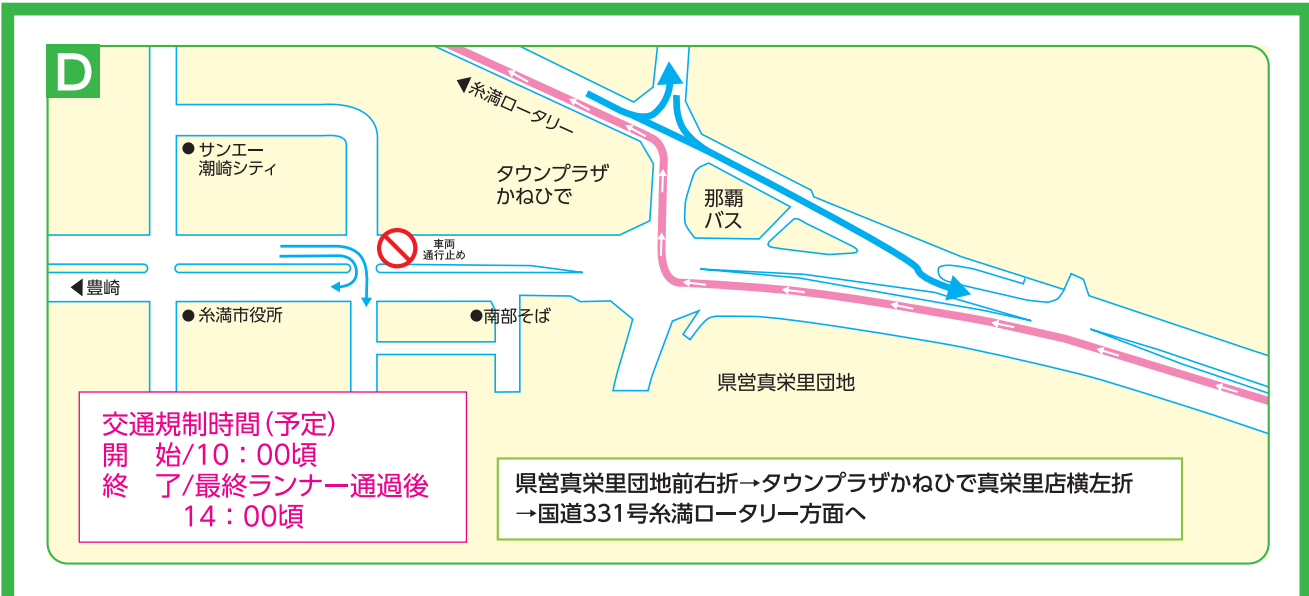 D
◀糸満ロータリー
●サンエー
潮崎シティ
タウンプラザ
かねひで
那覇
バス
車両
通行止め
◀豊崎
●糸満市役所
●南部そば
県営真栄里団地
交通規制時間(予定)
開　始/10：00頃
終　了/最終ランナー通過後
14：00頃
県営真栄里団地前右折→タウンプラザかねひで真栄里店横左折
→国道331号糸満ロータリー方面へ